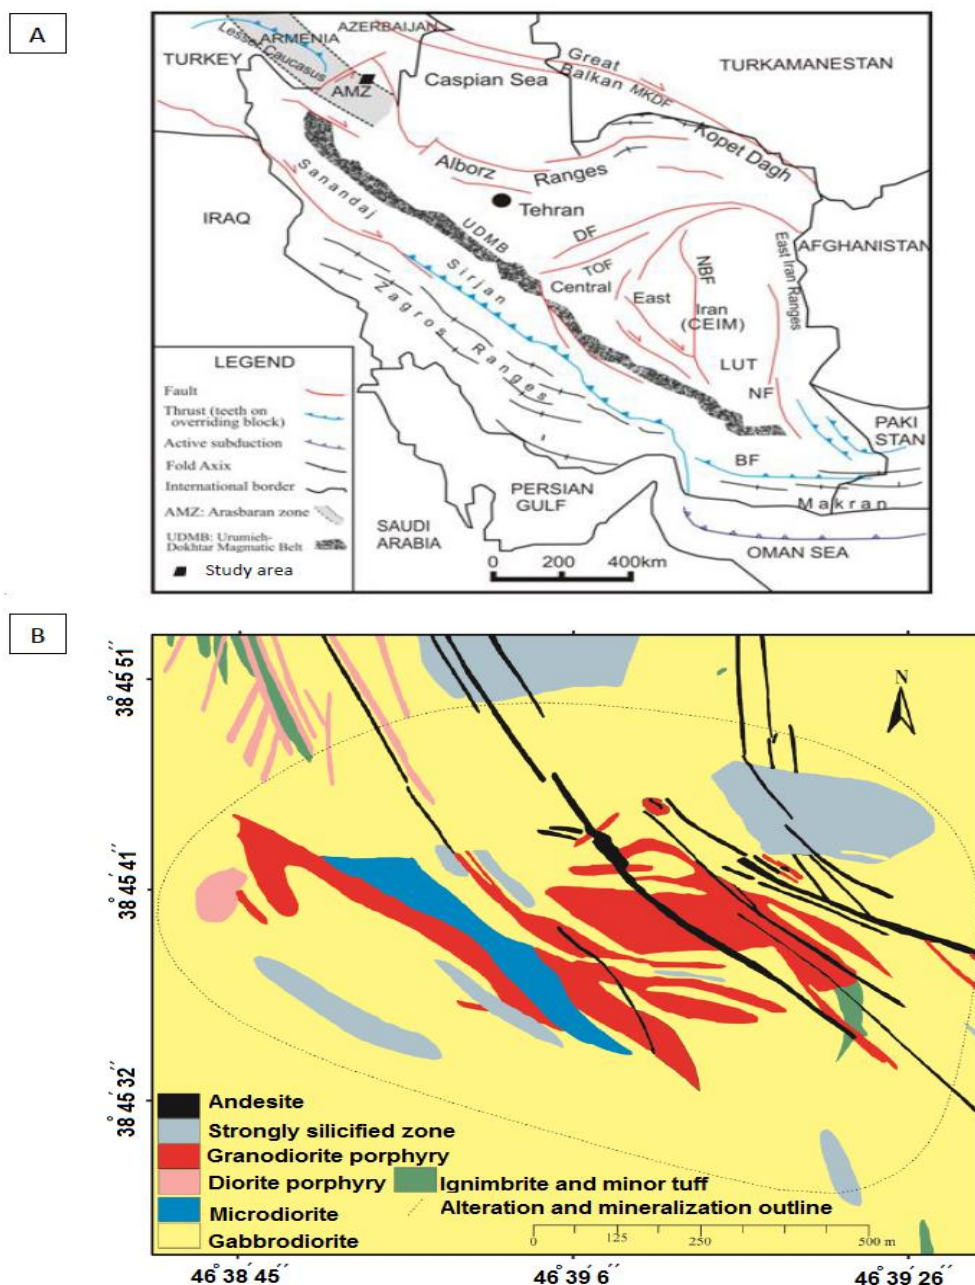 A
AZERBAIJAN
ARMENIA
Lesser Caucasus
TURKEY
AMZ
Caspian Sea
Great
Balkan MKDF
TURKAMANESTAN
Kopet Dagh
Alborz
Ranges
Sanandaj
IRAQ
Tehran
UDMB
DF
AFGHANISTAN
TOF
NBF
East Iran Ranges
Sirjan
Central
East
Iran
(CEIM)
Zagros Ranges
LUT
NF
LEGEND
Fault
Thrust (teeth on
overriding block)
Active subduction
Fold Axix
International border
AMZ: Arasbaran zone
UDMB: Urumieh-
Dokhtar Magmatic Belt
Study area
PAKI
STAN
BF
PERSIAN
GULF
Makran
SAUDI
ARABIA
OMAN SEA
0 200 400km
B
38° 45′ 51′′
N
38° 45′ 41′′
38° 45′ 32′′
Andesite
Strongly silicified zone
Granodiorite porphyry
Diorite porphyry
Ignimbrite and minor tuff
Alteration and mineralization outline
Microdiorite
Gabbrodiorite
0 125 250 500 m
46° 38′ 45′′
46° 39′ 6′′
46° 39′ 26′′